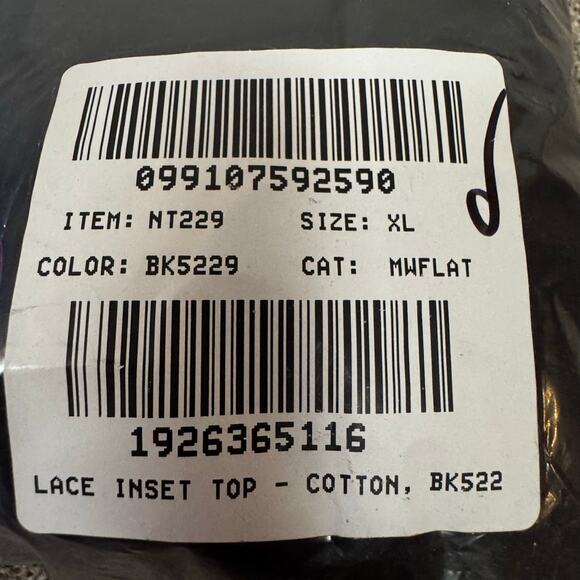 099107592590
ITEM: NT229 SIZE: XL
COLOR: BK5229 CAT: MWFLAT
1926365116
LACE INSET TOP - COTTON, BK522